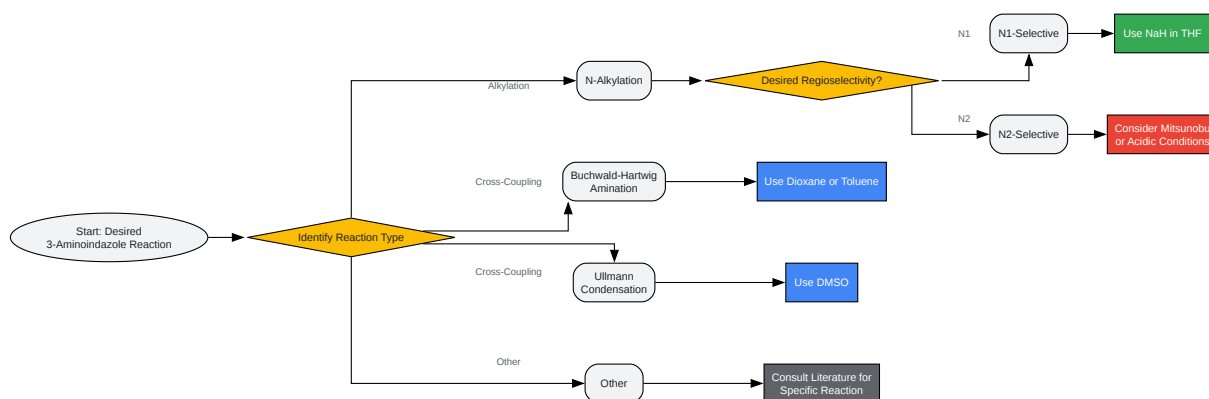 Start: Desired
3-Aminoindazole Reaction
Identify Reaction Type
Alkylation
N-Alkylation
Desired Regioselectivity?
N1
N1-Selective
Use NaH in THF
N2
N2-Selective
Consider Mitsunobu
or Acidic Conditions
Cross-Coupling
Buchwald-Hartwig
Amination
Use Dioxane or Toluene
Cross-Coupling
Ullmann
Condensation
Use DMSO
Other
Other
Consult Literature for
Specific Reaction